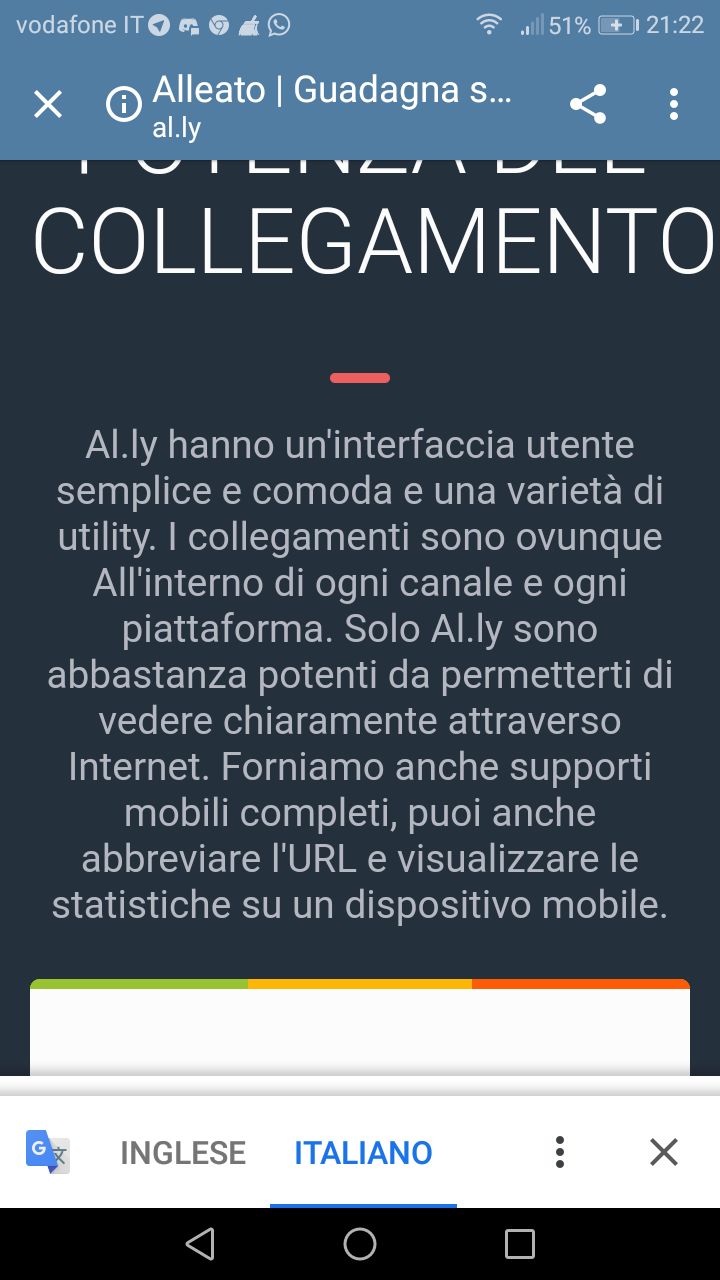 vodafone IT 51% 21:22
Alleato | Guadagna s...
al.ly
POTENZA DEL
COLLEGAMENTO
Al.ly hanno un'interfaccia utente
semplice e comoda e una varietà di
utility. I collegamenti sono ovunque
All'interno di ogni canale e ogni
piattaforma. Solo Al.ly sono
abbastanza potenti da permetterti di
vedere chiaramente attraverso
Internet. Forniamo anche supporti
mobili completi, puoi anche
abbreviare l'URL e visualizzare le
statistiche su un dispositivo mobile.
G 文 INGLESE ITALIANO